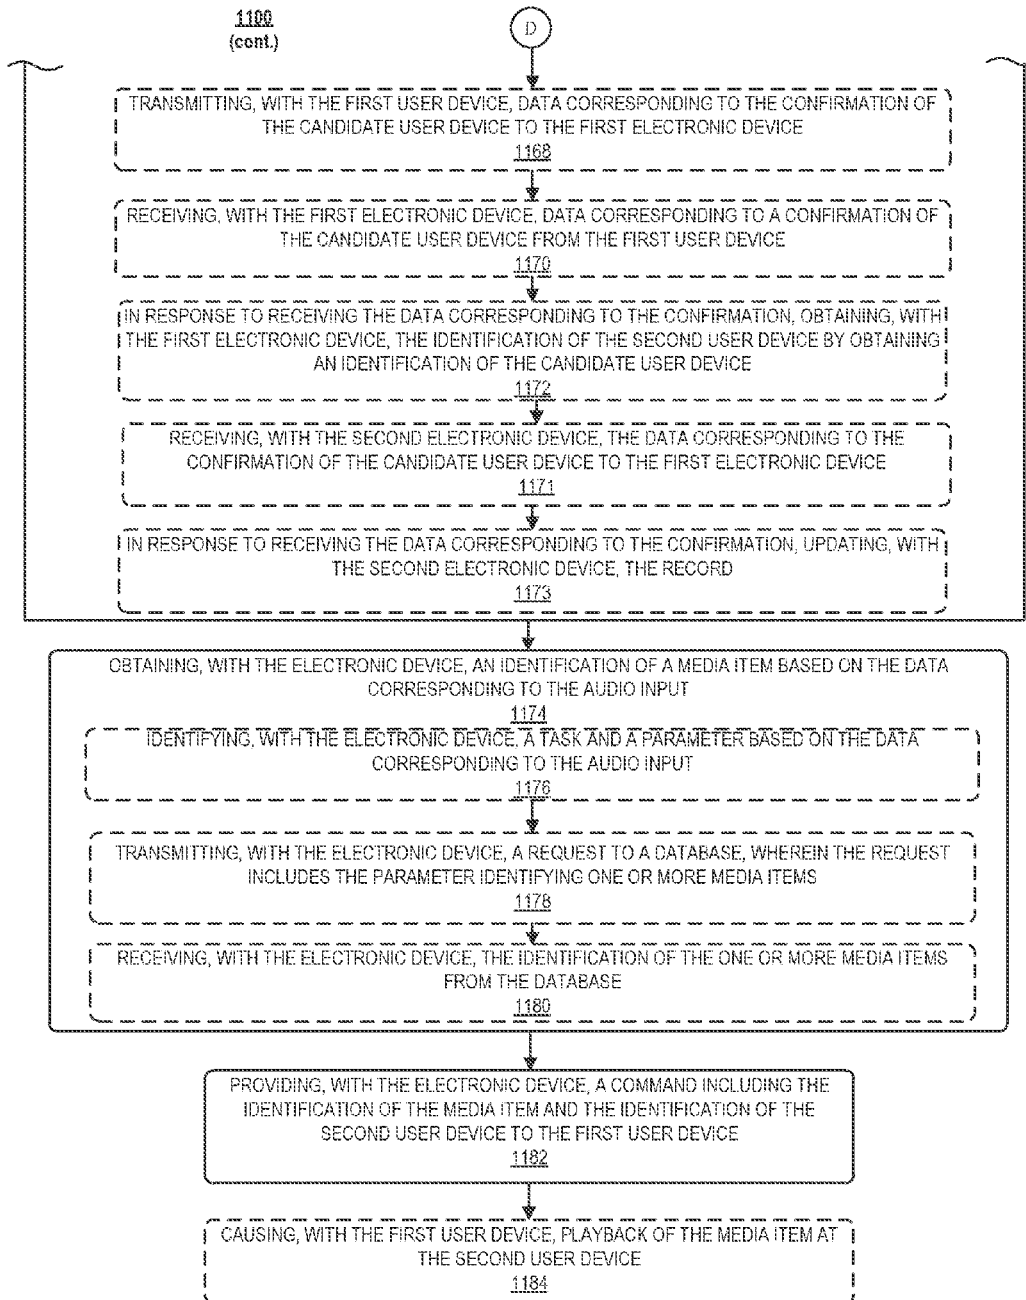 1100
(cont.)
D
TRANSMITTING, WITH THE FIRST USER DEVICE, DATA CORRESPONDING TO THE CONFIRMATION OF
THE CANDIDATE USER DEVICE TO THE FIRST ELECTRONIC DEVICE
1168
RECEIVING, WITH THE FIRST ELECTRONIC DEVICE, DATA CORRESPONDING TO A CONFIRMATION OF
THE CANDIDATE USER DEVICE FROM THE FIRST USER DEVICE
1170
IN RESPONSE TO RECEIVING THE DATA CORRESPONDING TO THE CONFIRMATION, OBTAINING, WITH
THE FIRST ELECTRONIC DEVICE, THE IDENTIFICATION OF THE SECOND USER DEVICE BY OBTAINING
AN IDENTIFICATION OF THE CANDIDATE USER DEVICE
1172
RECEIVING, WITH THE SECOND ELECTRONIC DEVICE, THE DATA CORRESPONDING TO THE
CONFIRMATION OF THE CANDIDATE USER DEVICE TO THE FIRST ELECTRONIC DEVICE
1171
IN RESPONSE TO RECEIVING THE DATA CORRESPONDING TO THE CONFIRMATION, UPDATING, WITH
THE SECOND ELECTRONIC DEVICE, THE RECORD
1173
OBTAINING, WITH THE ELECTRONIC DEVICE, AN IDENTIFICATION OF A MEDIA ITEM BASED ON THE DATA
CORRESPONDING TO THE AUDIO INPUT
1174
IDENTIFYING, WITH THE ELECTRONIC DEVICE, A TASK AND A PARAMETER BASED ON THE DATA
CORRESPONDING TO THE AUDIO INPUT
1176
TRANSMITTING, WITH THE ELECTRONIC DEVICE, A REQUEST TO A DATABASE, WHEREIN THE REQUEST
INCLUDES THE PARAMETER IDENTIFYING ONE OR MORE MEDIA ITEMS
1178
RECEIVING, WITH THE ELECTRONIC DEVICE, THE IDENTIFICATION OF THE ONE OR MORE MEDIA ITEMS
FROM THE DATABASE
1180
PROVIDING, WITH THE ELECTRONIC DEVICE, A COMMAND INCLUDING THE
IDENTIFICATION OF THE MEDIA ITEM AND THE IDENTIFICATION OF THE
SECOND USER DEVICE TO THE FIRST USER DEVICE
1182
CAUSING, WITH THE FIRST USER DEVICE, PLAYBACK OF THE MEDIA ITEM AT
THE SECOND USER DEVICE
1184